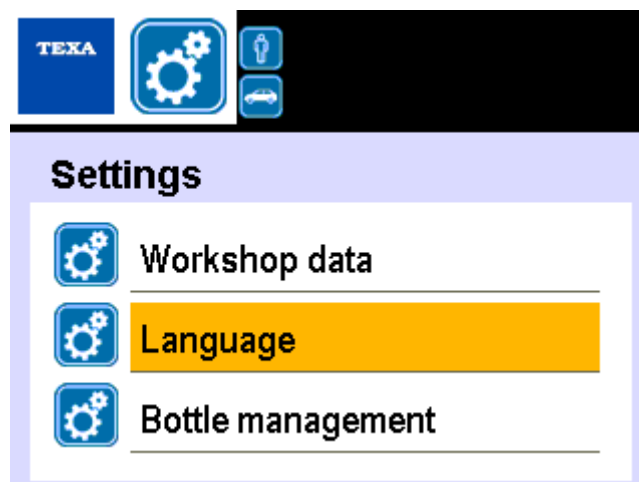 TEXA
Settings
Workshop data
Language
Bottle management